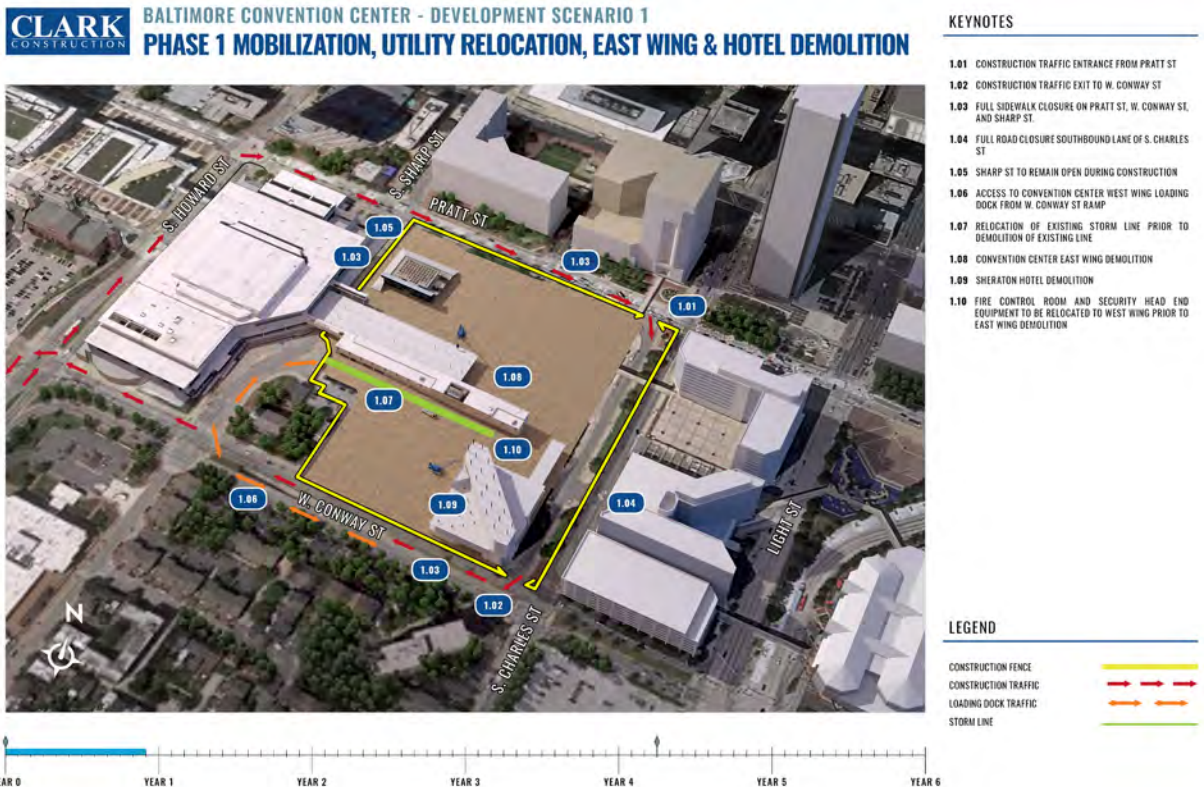 CLARK
CONSTRUCTION
BALTIMORE CONVENTION CENTER - DEVELOPMENT SCENARIO 1
PHASE 1 MOBILIZATION, UTILITY RELOCATION, EAST WING & HOTEL DEMOLITION
KEYNOTES
1.01 CONSTRUCTION TRAFFIC ENTRANCE FROM PRATT ST
1.02 CONSTRUCTION TRAFFIC EXIT TO W. CONWAY ST
1.03 FULL SIDEWALK CLOSURE ON PRATT ST, W. CONWAY ST,
AND SHARP ST.
1.04 FULL ROAD CLOSURE SOUTHBOUND LANE OF S. CHARLES
ST
1.05 SHARP ST TO REMAIN OPEN DURING CONSTRUCTION
1.06 ACCESS TO CONVENTION CENTER WEST WING LOADING
DOCK FROM W. CONWAY ST RAMP
1.07 RELOCATION OF EXISTING STORM LINE PRIOR TO
DEMOLITION OF EXISTING LINE
1.08 CONVENTION CENTER EAST WING DEMOLITION
1.09 SHERATON HOTEL DEMOLITION
1.10 FIRE CONTROL ROOM AND SECURITY HEAD END
EQUIPMENT TO BE RELOCATED TO WEST WING PRIOR TO
EAST WING DEMOLITION
S. HOWARD ST
S. SHARP ST
PRATT ST
1.05
1.03
1.03
1.01
1.08
1.07
1.10
1.06
1.09
1.04
W. CONWAY ST
LIGHT ST
1.03
1.02
S. CHARLES ST
N
LEGEND
CONSTRUCTION FENCE
CONSTRUCTION TRAFFIC
LOADING DOCK TRAFFIC
STORM LINE
EAR 0
YEAR 1
YEAR 2
YEAR 3
YEAR 4
YEAR 5
YEAR 6